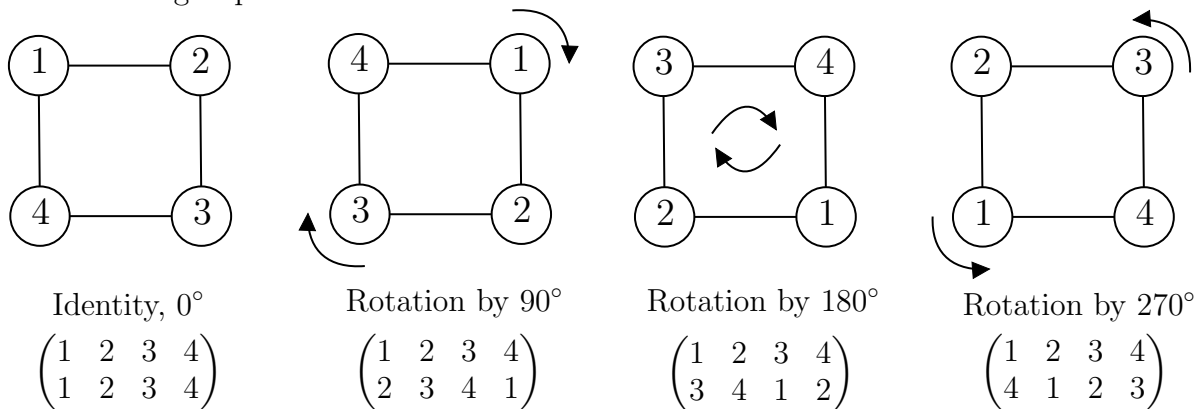 1 2 4 1 3 4 2 3
4 3 3 2 2 1 1 4
Identity, 0° Rotation by 90° Rotation by 180° Rotation by 270°
(1 2 3 4) (1 2 3 4) (1 2 3 4) (1 2 3 4)
(1 2 3 4) (2 3 4 1) (3 4 1 2) (4 1 2 3)